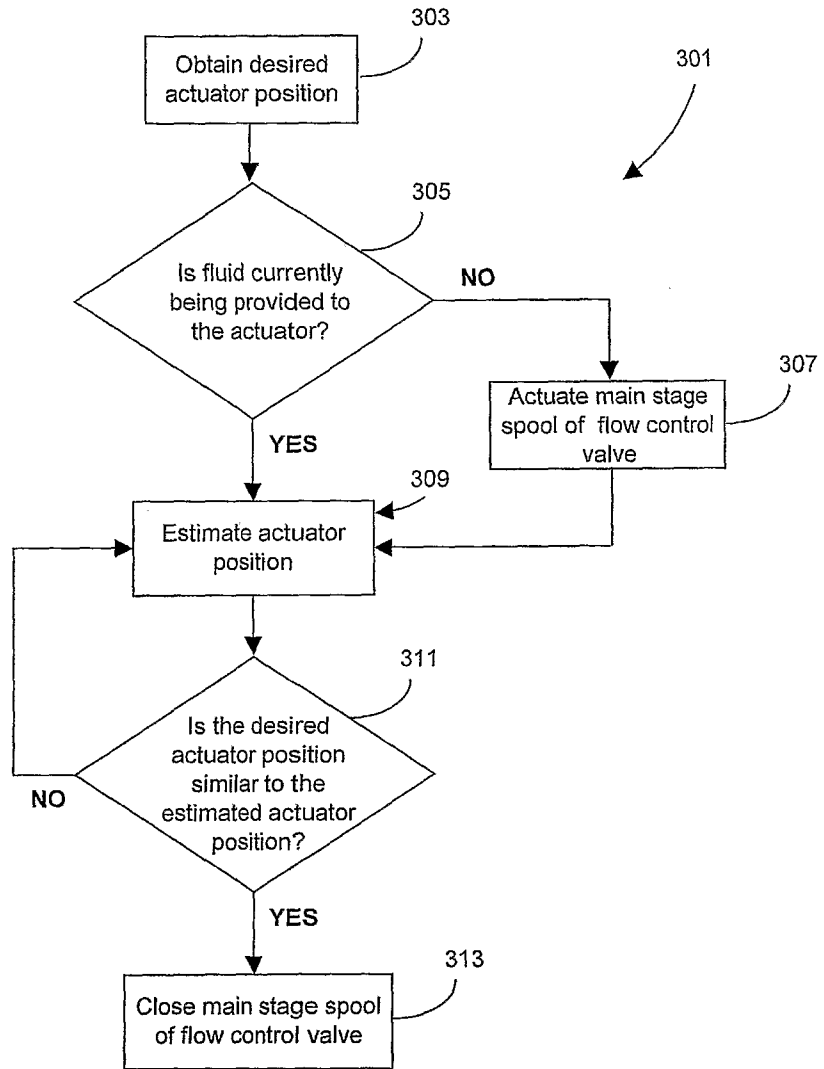 303
Obtain desired
actuator position
301
305
Is fluid currently
being provided to
the actuator?
NO
307
Actuate main stage
spool of flow control
valve
YES
309
Estimate actuator
position
311
Is the desired
actuator position
similar to the
estimated actuator
position?
NO
YES
313
Close main stage spool
of flow control valve